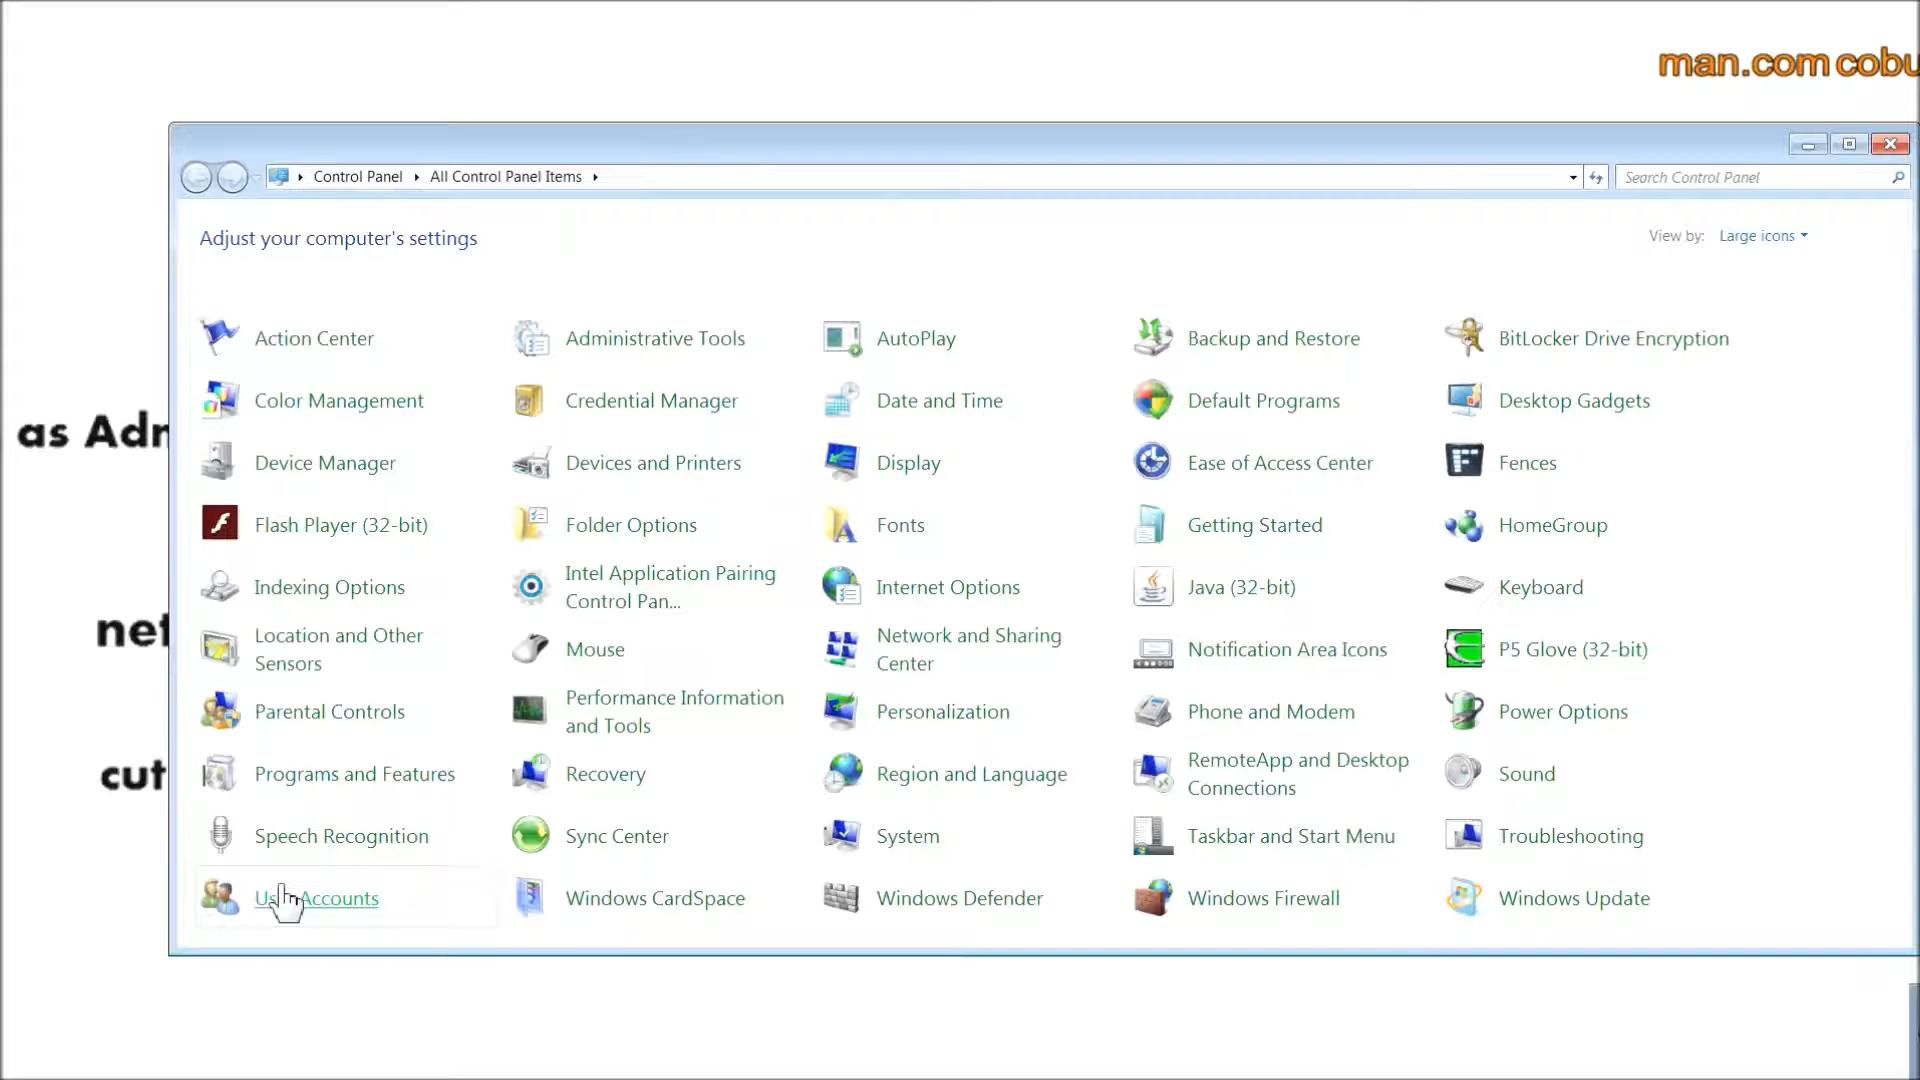 man.com cobu
Control Panel
All Control Panel Items
Search Control Panel
Adjust your computer's settings
View by:
Large icons
Action Center
Administrative Tools
AutoPlay
Backup and Restore
BitLocker Drive Encryption
Color Management
Credential Manager
Date and Time
Default Programs
Desktop Gadgets
as Adn
Device Manager
Devices and Printers
Display
Ease of Access Center
Fences
Flash Player (32-bit)
Folder Options
Fonts
Getting Started
HomeGroup
Indexing Options
Intel Application Pairing
Control Pan...
Internet Options
Java (32-bit)
Keyboard
net
Location and Other
Sensors
Mouse
Network and Sharing
Center
Notification Area Icons
P5 Glove (32-bit)
Parental Controls
Performance Information
and Tools
Personalization
Phone and Modem
Power Options
cut
Programs and Features
Recovery
Region and Language
RemoteApp and Desktop
Connections
Sound
Speech Recognition
Sync Center
System
Taskbar and Start Menu
Troubleshooting
Accounts
Windows CardSpace
Windows Defender
Windows Firewall
Windows Update